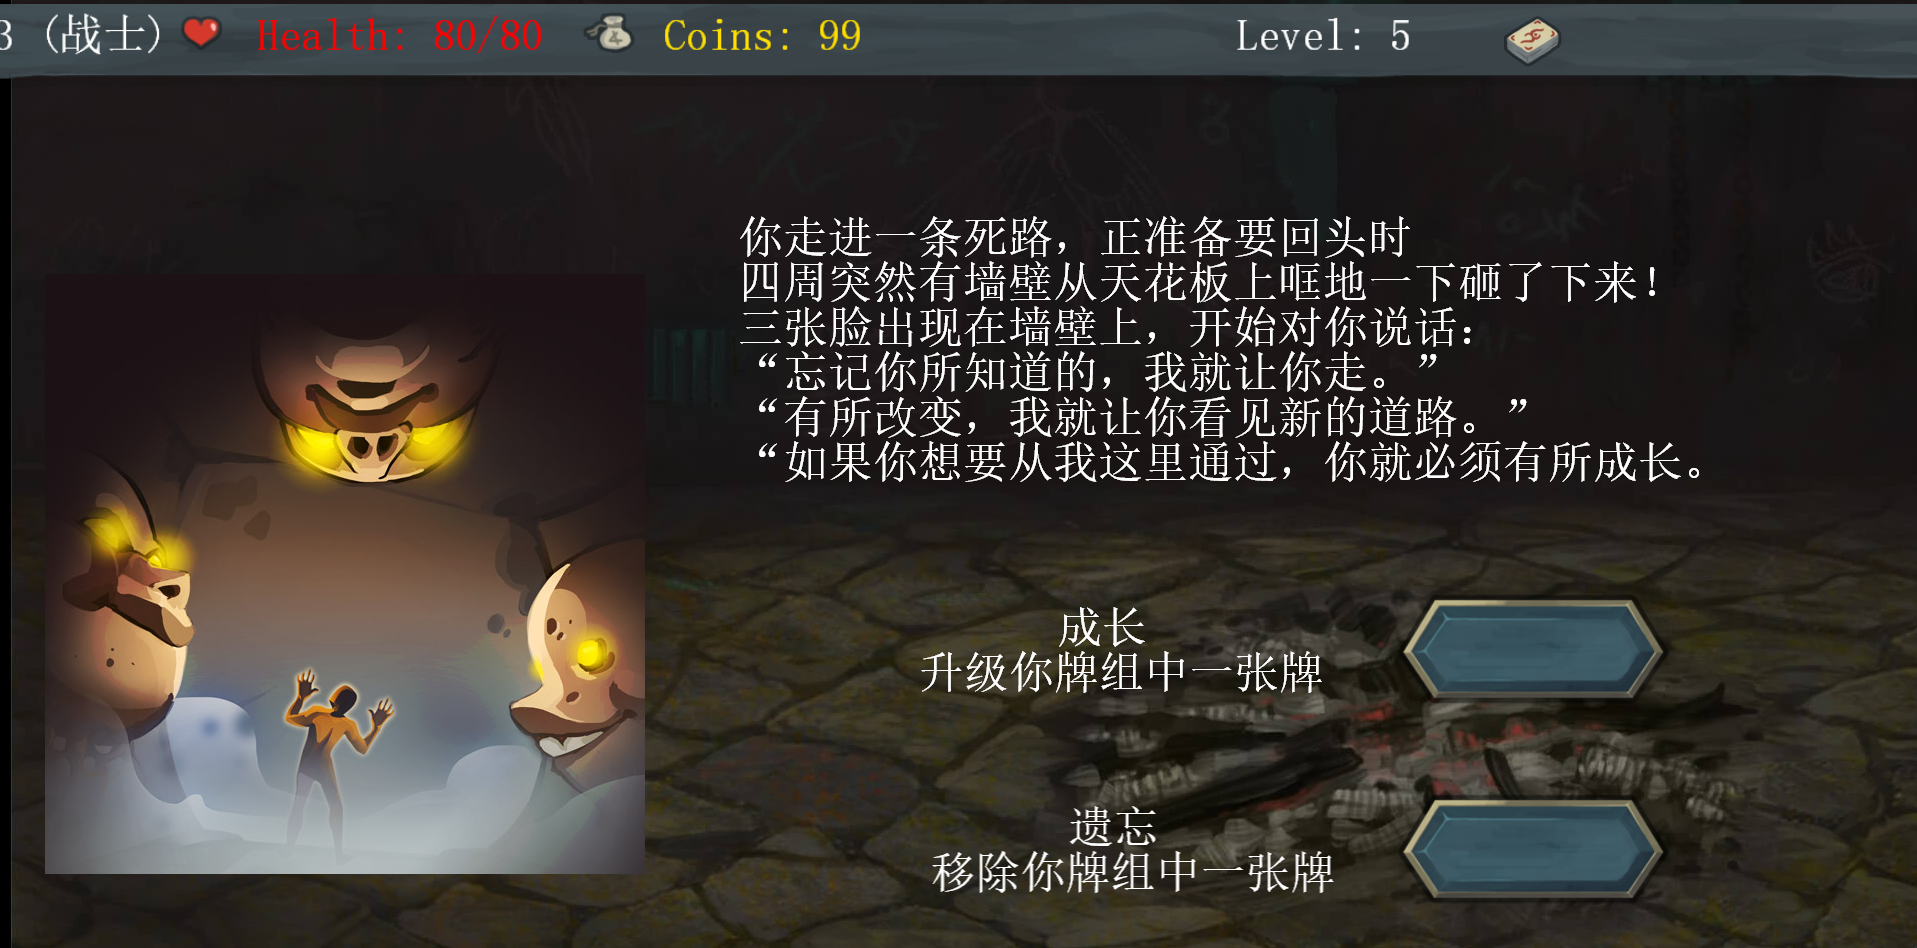 3 (战士) Health: 80/80 Coins: 99 Level: 5
你走进一条死路，正准备要回头时
四周突然有墙壁从天花板上哐地一下砸了下来！
三张脸出现在墙壁上，开始对你说话：
“忘记你所知道的，我就让你走。”
“有所改变，我就让你看见新的道路。”
“如果你想要从我这里通过，你就必须有所成长。
成长
升级你牌组中一张牌
遗忘
移除你牌组中一张牌